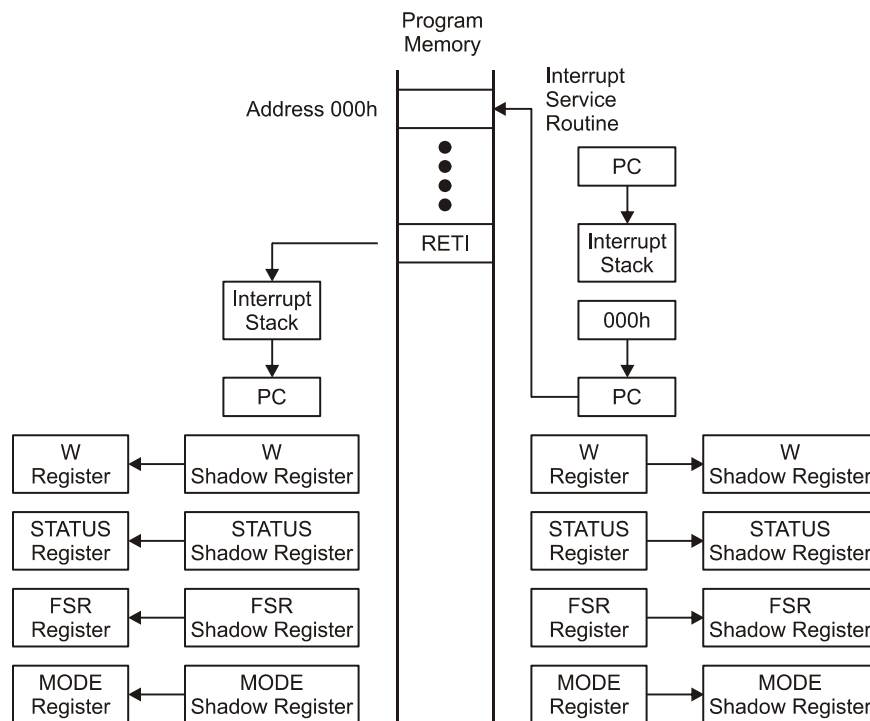 Program
Memory
Address 000h
Interrupt
Service
Routine
PC
RETI
Interrupt
Stack
Interrupt
Stack
000h
PC
PC
W
Register
W
Shadow Register
W
Register
W
Shadow Register
STATUS
Register
STATUS
Shadow Register
STATUS
Register
STATUS
Shadow Register
FSR
Register
FSR
Shadow Register
FSR
Register
FSR
Shadow Register
MODE
Register
MODE
Shadow Register
MODE
Register
MODE
Shadow Register